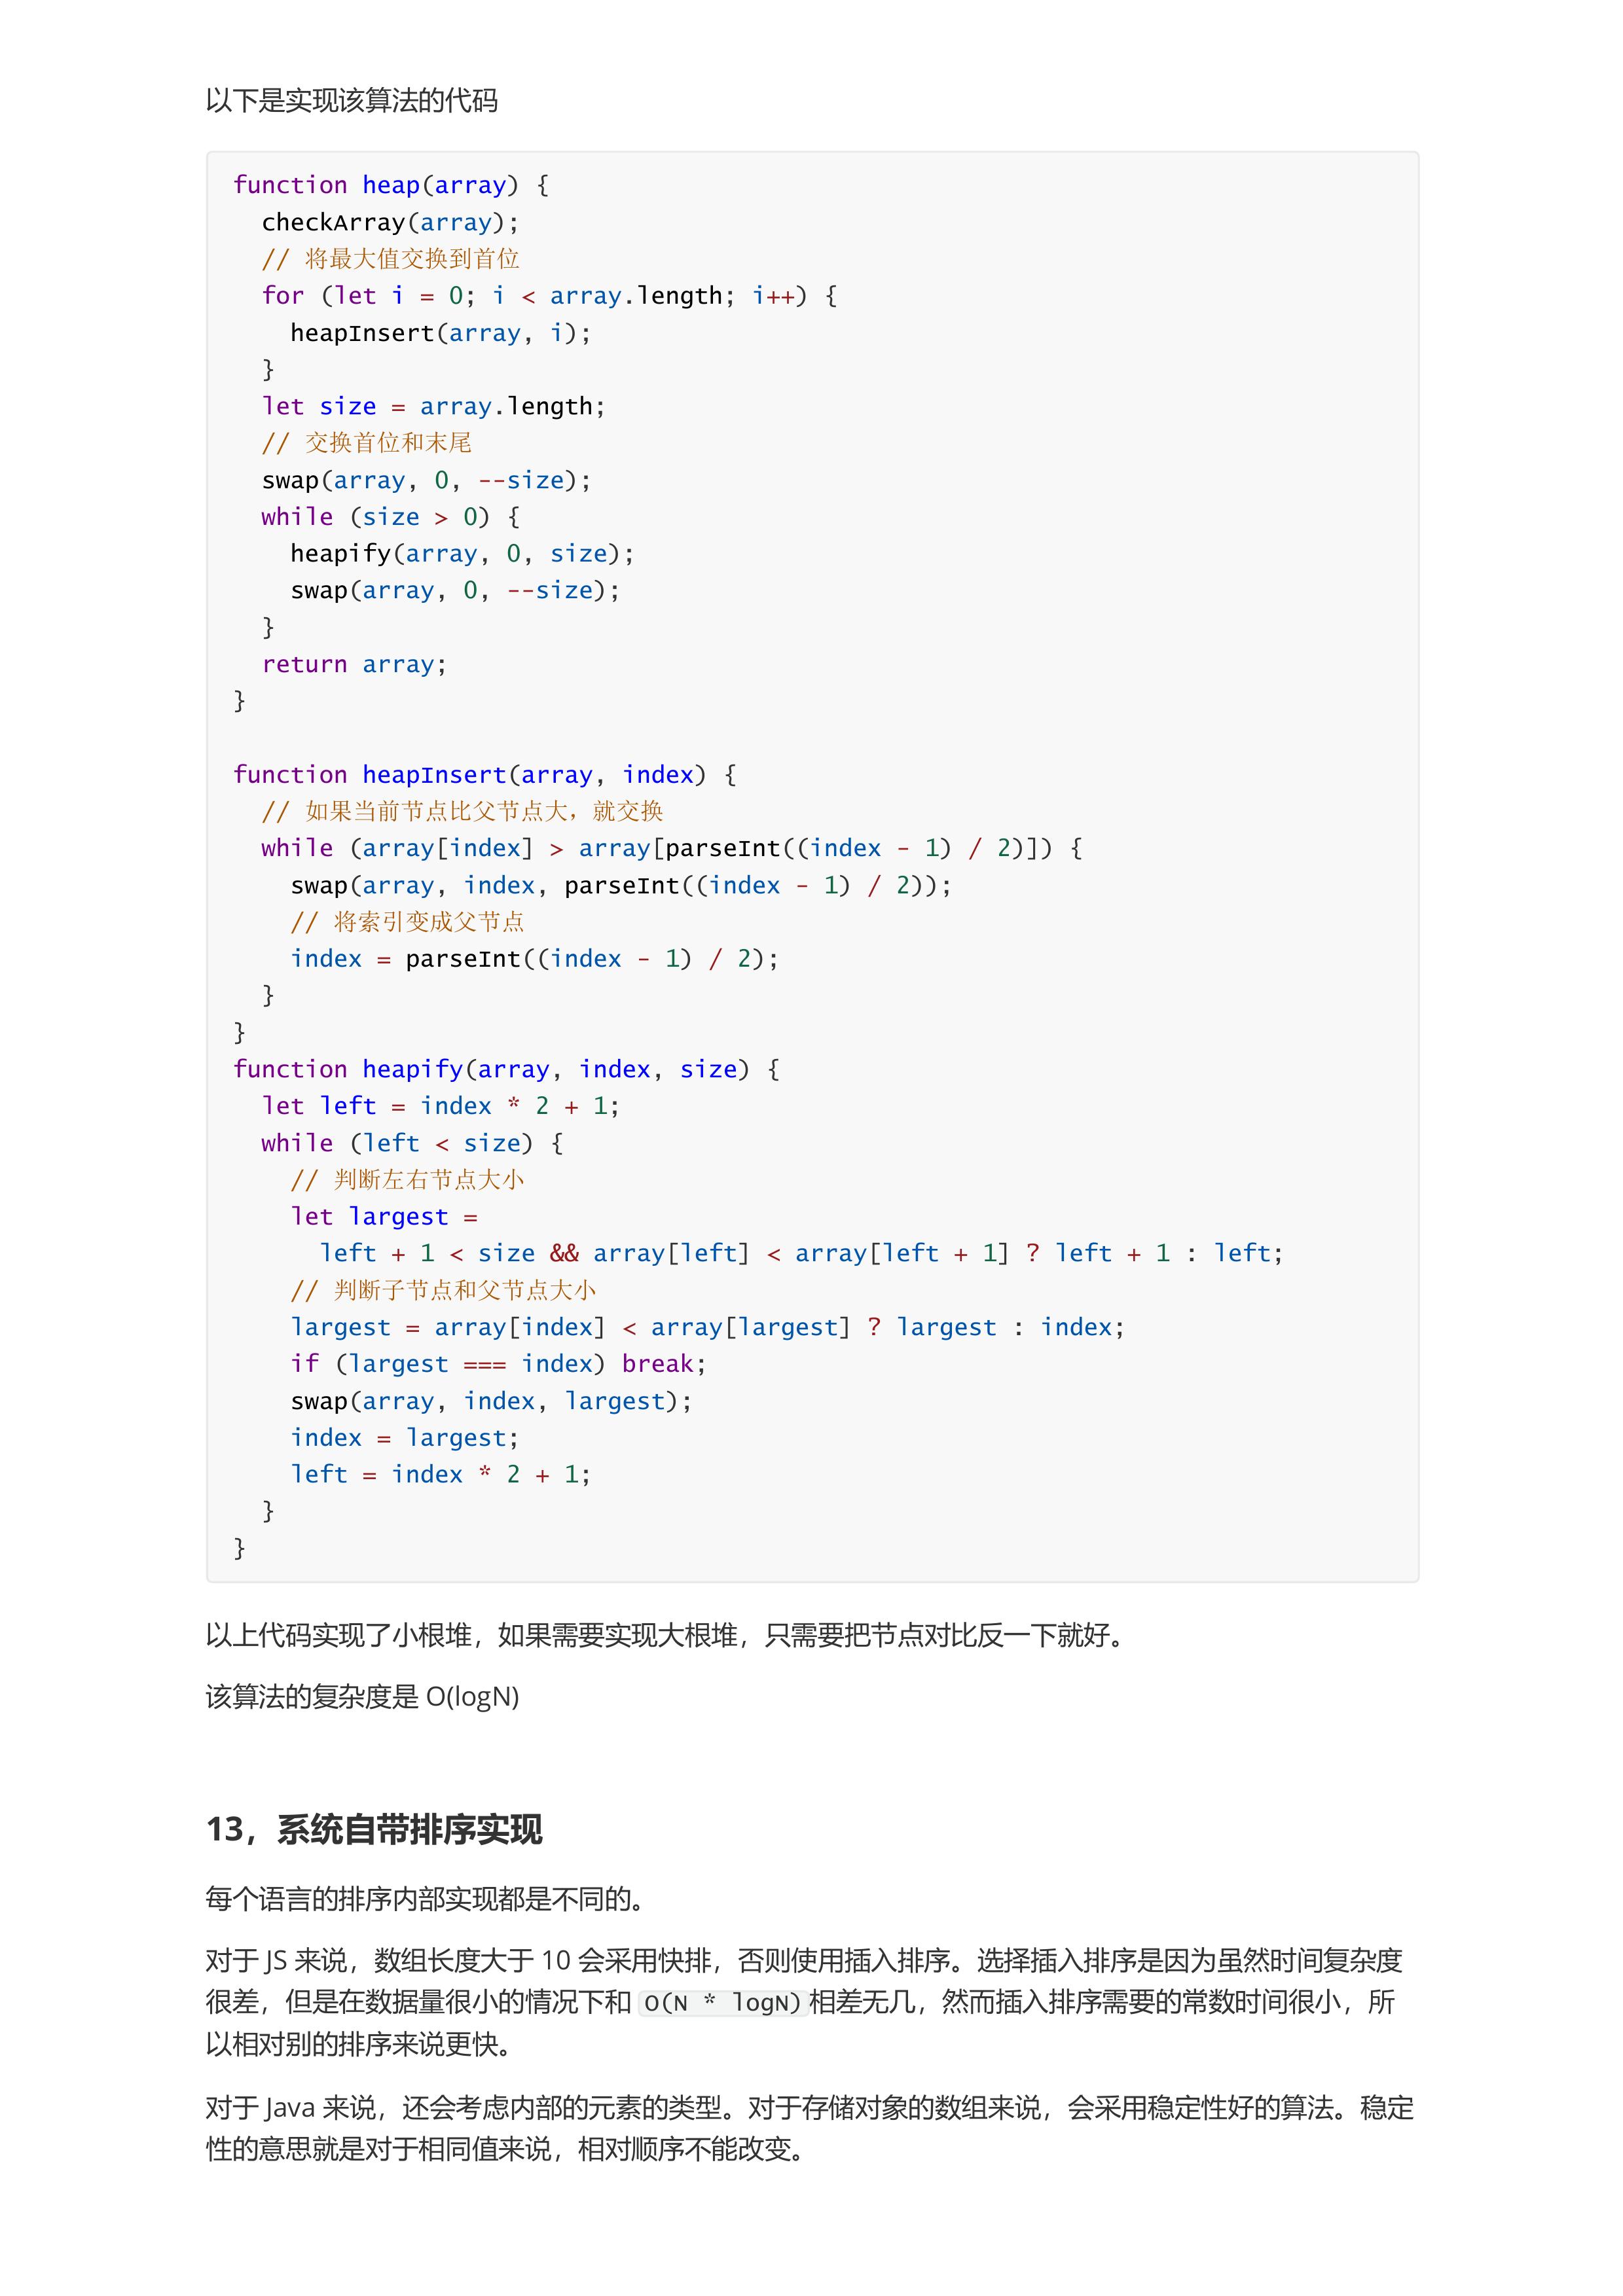 以下是实现该算法的代码
function heap(array) {
  checkArray(array);
  // 将最大值交换到首位
  for (let i = 0; i < array.length; i++) {
    heapInsert(array, i);
  }
  let size = array.length;
  // 交换首位和末尾
  swap(array, 0, --size);
  while (size > 0) {
    heapify(array, 0, size);
    swap(array, 0, --size);
  }
  return array;
}

function heapInsert(array, index) {
  // 如果当前节点比父节点大，就交换
  while (array[index] > array[parseInt((index - 1) / 2)]) {
    swap(array, index, parseInt((index - 1) / 2));
    // 将索引变成父节点
    index = parseInt((index - 1) / 2);
  }
}
function heapify(array, index, size) {
  let left = index * 2 + 1;
  while (left < size) {
    // 判断左右节点大小
    let largest =
      left + 1 < size && array[left] < array[left + 1] ? left + 1 : left;
    // 判断子节点和父节点大小
    largest = array[index] < array[largest] ? largest : index;
    if (largest === index) break;
    swap(array, index, largest);
    index = largest;
    left = index * 2 + 1;
  }
}
以上代码实现了小根堆，如果需要实现大根堆，只需要把节点对比反一下就好。
该算法的复杂度是 O(logN)
13，系统自带排序实现
每个语言的排序内部实现都是不同的。
对于 JS 来说，数组长度大于 10 会采用快排，否则使用插入排序。选择插入排序是因为虽然时间复杂度
很差，但是在数据量很小的情况下和 O(N * logN) 相差无几，然而插入排序需要的常数时间很小，所
以相对别的排序来说更快。
对于 Java 来说，还会考虑内部的元素的类型。对于存储对象的数组来说，会采用稳定性好的算法。稳定
性的意思就是对于相同值来说，相对顺序不能改变。